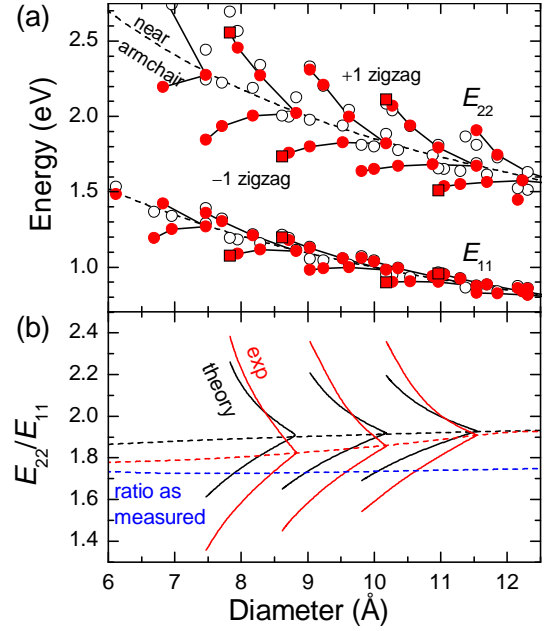 (a)
2.5
2.0
1.5
1.0
Energy (eV)
near
armchair
+1 zigzag
E22
−1 zigzag
E11
(b)
2.4
2.2
2.0
1.8
1.6
1.4
E22/E11
exp
theory
ratio as
measured
6 7 8 9 10 11 12
Diameter (Å)